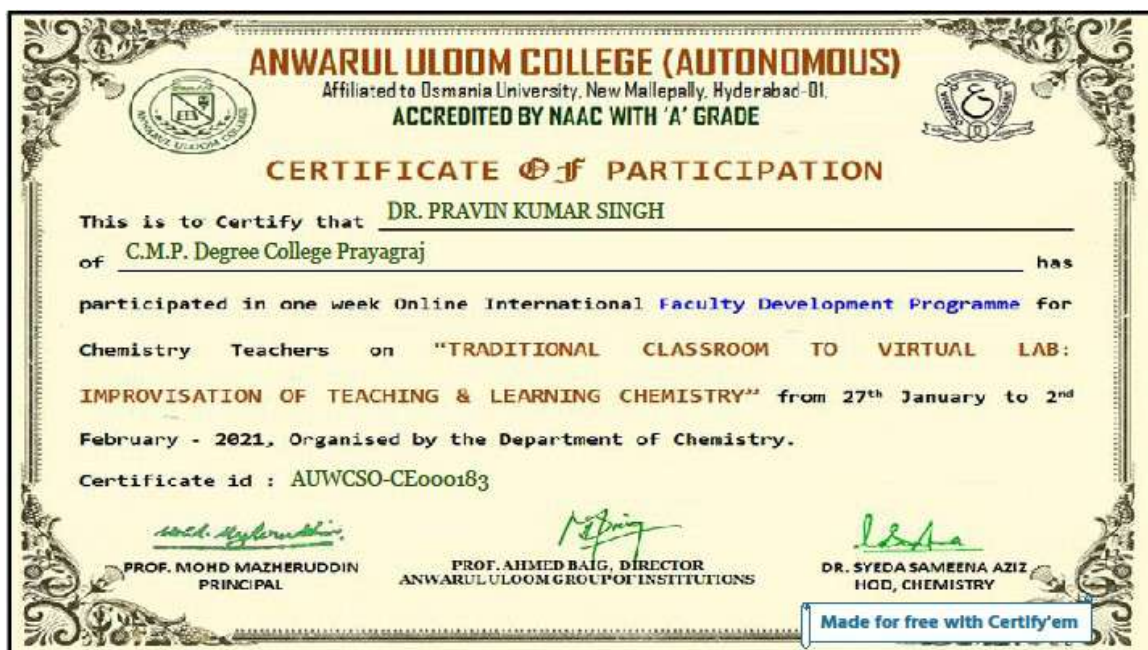 ANWARUL ULOOM COLLEGE (AUTONOMOUS)
Affiliated to Osmania University, New Mallepally, Hyderabad-01.
ACCREDITED BY NAAC WITH 'A' GRADE
ANWARUL ULOOM COLLEGE
CERTIFICATE OF PARTICIPATION
This is to Certify that DR. PRAVIN KUMAR SINGH
of C.M.P. Degree College Prayagraj has
participated in one week Online International Faculty Development Programme for
Chemistry Teachers on "TRADITIONAL CLASSROOM TO VIRTUAL LAB:
IMPROVISATION OF TEACHING & LEARNING CHEMISTRY" from 27th January to 2nd
February - 2021, Organised by the Department of Chemistry.
Certificate id : AUWCSO-CE000183
PROF. MOHD MAZHERUDDIN
PRINCIPAL
PROF. AHMED BAIG, DIRECTOR
ANWARUL ULOOM GROUP OF INSTITUTIONS
DR. SYEDA SAMEENA AZIZ
HOD, CHEMISTRY
Made for free with Certify'em